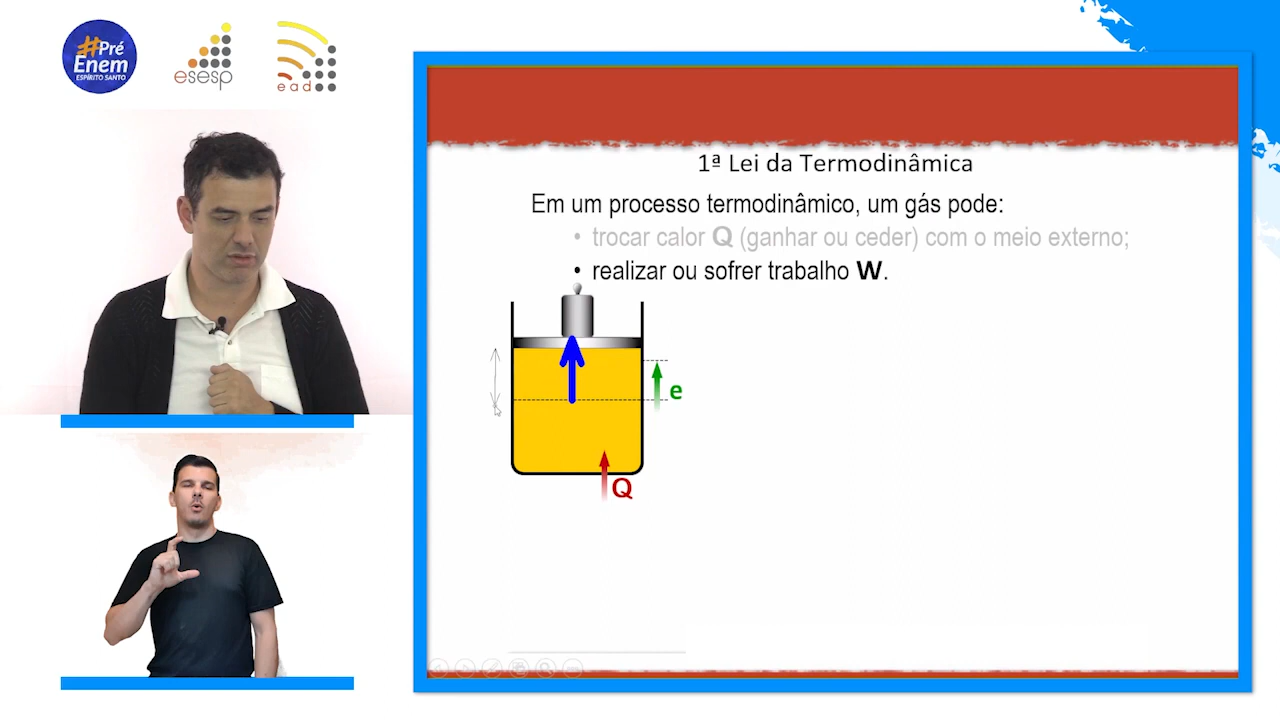 #Pré
Enem
ESPÍRITO SANTO
esesp
ead
1ª Lei da Termodinâmica
Em um processo termodinâmico, um gás pode:
• trocar calor Q (ganhar ou ceder) com o meio externo;
• realizar ou sofrer trabalho W.
e
Q